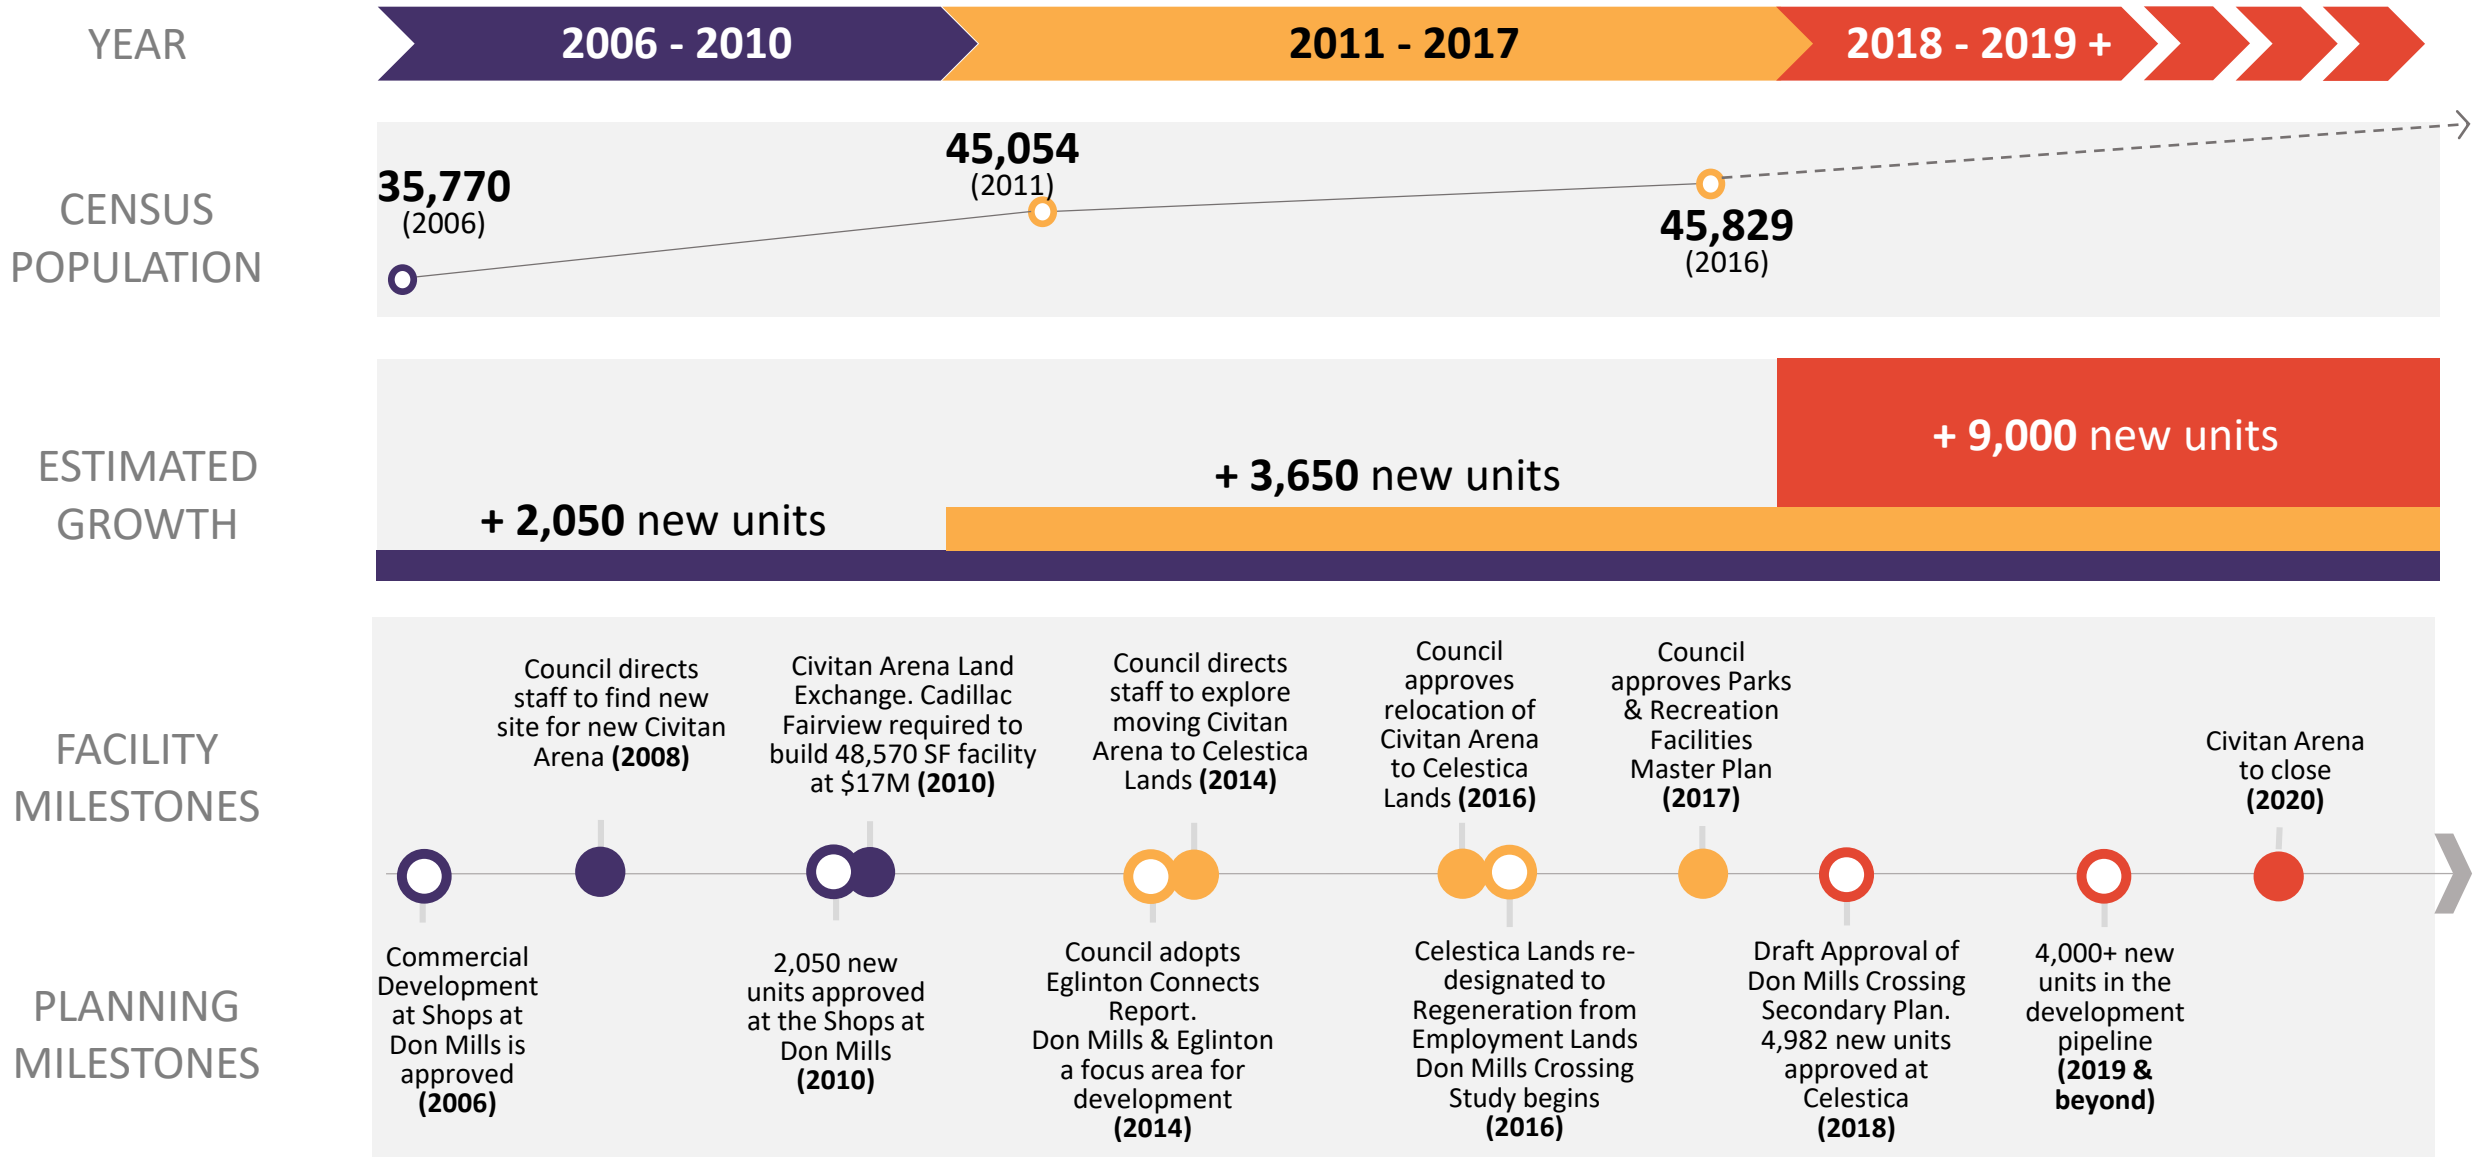 YEAR
2006 - 2010
2011 - 2017
2018 - 2019 +
CENSUS
POPULATION
35,770
(2006)
45,054
(2011)
45,829
(2016)
ESTIMATED
GROWTH
+ 2,050 new units
+ 3,650 new units
+ 9,000 new units
FACILITY
MILESTONES
Council directs
staff to find new
site for new Civitan
Arena (2008)
Civitan Arena Land
Exchange. Cadillac
Fairview required to
build 48,570 SF facility
at $17M (2010)
Council directs
staff to explore
moving Civitan
Arena to Celestica
Lands (2014)
Council
approves
relocation of
Civitan Arena
to Celestica
Lands (2016)
Council
approves Parks
& Recreation
Facilities
Master Plan
(2017)
Civitan Arena
to close
(2020)
PLANNING
MILESTONES
Commercial
Development
at Shops at
Don Mills is
approved
(2006)
2,050 new
units approved
at the Shops at
Don Mills
(2010)
Council adopts
Eglinton Connects
Report.
Don Mills & Eglinton
a focus area for
development
(2014)
Celestica Lands re-
designated to
Regeneration from
Employment Lands
Don Mills Crossing
Study begins
(2016)
Draft Approval of
Don Mills Crossing
Secondary Plan.
4,982 new units
approved at
Celestica
(2018)
4,000+ new
units in the
development
pipeline
(2019 &
beyond)